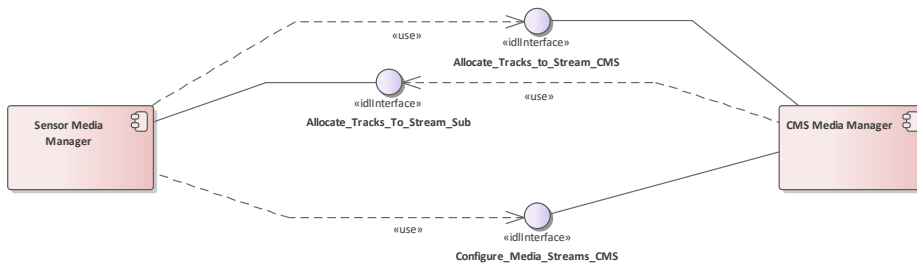 «use»
«idlInterface»
Allocate_Tracks_to_Stream_CMS
«idlInterface»
«use»
Allocate_Tracks_To_Stream_Sub
Sensor Media
Manager
CMS Media Manager
«use»
«idlInterface»
Configure_Media_Streams_CMS